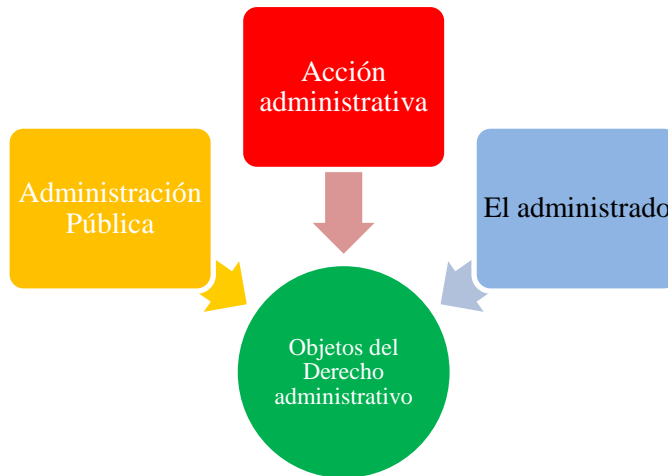 Acción
administrativa
Administración
Pública
El administrado
Objetos del
Derecho
administrativo